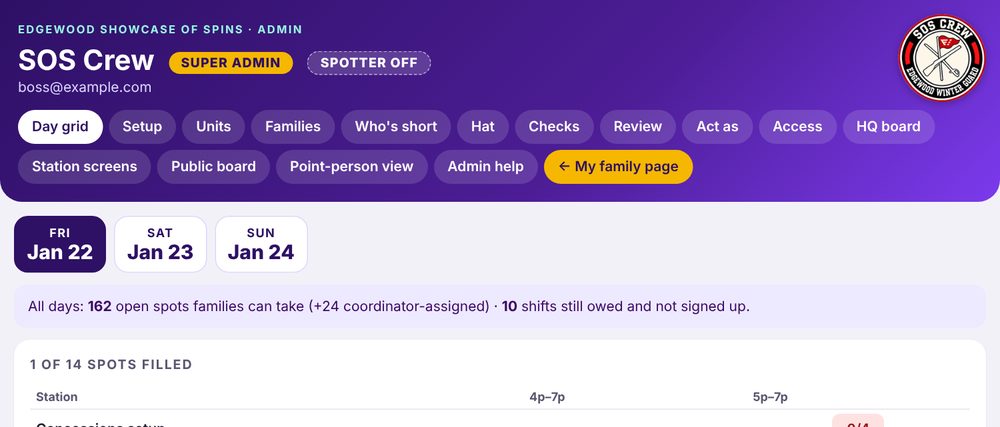 EDGEWOOD SHOWCASE OF SPINS · ADMIN
SOS Crew SUPER ADMIN SPOTTER OFF
boss@example.com
SOS CREW
EDGEWOOD WINTER GUARD
Day grid Setup Units Families Who's short Hat Checks Review Act as Access HQ board
Station screens Public board Point-person view Admin help ← My family page
FRI SAT SUN
Jan 22 Jan 23 Jan 24
All days: 162 open spots families can take (+24 coordinator-assigned) · 10 shifts still owed and not signed up.
1 OF 14 SPOTS FILLED
Station 4p–7p 5p–7p
Concessions setup 0/4